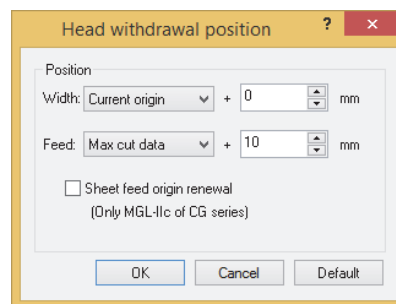 Head withdrawal position ? ×
Position
Width: Current origin + 0 mm
Feed: Max cut data + 10 mm
Sheet feed origin renewal
(Only MGL-IIc of CG series)
OK Cancel Default